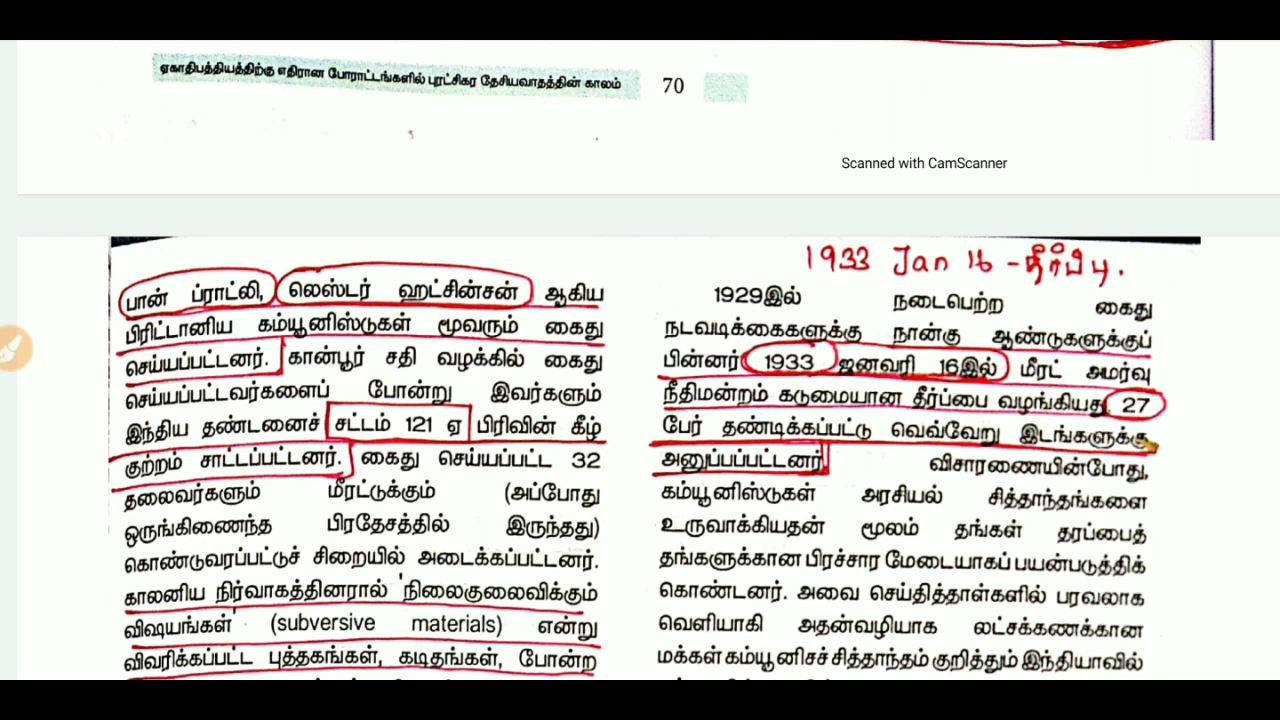 ஏகாதிபத்தியத்திற்கு எதிரான போராட்டங்களில் புரட்சிகர தேசியவாதத்தின் காலம் 70
Scanned with CamScanner
பான் ப்ராட்லி, லெஸ்டர் ஹட்சின்சன் ஆகிய
பிரிட்டானிய கம்யூனிஸ்டுகள் மூவரும் கைது
செய்யப்பட்டனர். கான்பூர் சதி வழக்கில் கைது
செய்யப்பட்டவர்களைப் போன்று இவர்களும்
இந்திய தண்டனைச் சட்டம் 121 ஏ பிரிவின் கீழ்
குற்றம் சாட்டப்பட்டனர். கைது செய்யப்பட்ட 32
தலைவர்களும் மீரட்டுக்கும் (அப்போது
ஒருங்கிணைந்த பிரதேசத்தில் இருந்தது)
கொண்டுவரப்பட்டுச் சிறையில் அடைக்கப்பட்டனர்.
காலனிய நிர்வாகத்தினரால் 'நிலைகுலைவிக்கும்
விஷயங்கள்' (subversive materials) என்று
விவரிக்கப்பட்ட புத்தகங்கள், கடிதங்கள், போன்ற
1933 Jan 16 - தீர்ப்பு.
1929இல் நடைபெற்ற கைது
நடவடிக்கைகளுக்கு நான்கு ஆண்டுகளுக்குப்
பின்னர் 1933 ஜனவரி 16இல் மீரட் அமர்வு
நீதிமன்றம் கடுமையான தீர்ப்பை வழங்கியது. 27
பேர் தண்டிக்கப்பட்டு வெவ்வேறு இடங்களுக்கு
அனுப்பப்பட்டனர். விசாரணையின்போது,
கம்யூனிஸ்டுகள் அரசியல் சித்தாந்தங்களை
உருவாக்கியதன் மூலம் தங்கள் தரப்பைத்
தங்களுக்கான பிரச்சார மேடையாகப் பயன்படுத்திக்
கொண்டனர். அவை செய்தித்தாள்களில் பரவலாக
வெளியாகி அதன்வழியாக லட்சக்கணக்கான
மக்கள் கம்யூனிசச் சித்தாந்தம் குறித்தும் இந்தியாவில்